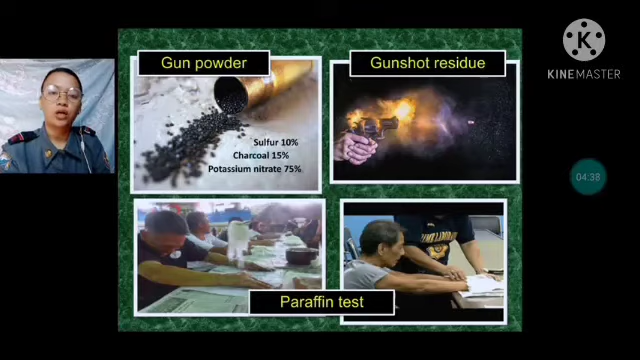 Gun powder
Sulfur 10%
Charcoal 15%
Potassium nitrate 75%
Gunshot residue
Paraffin test
K
KINEMASTER
04:38